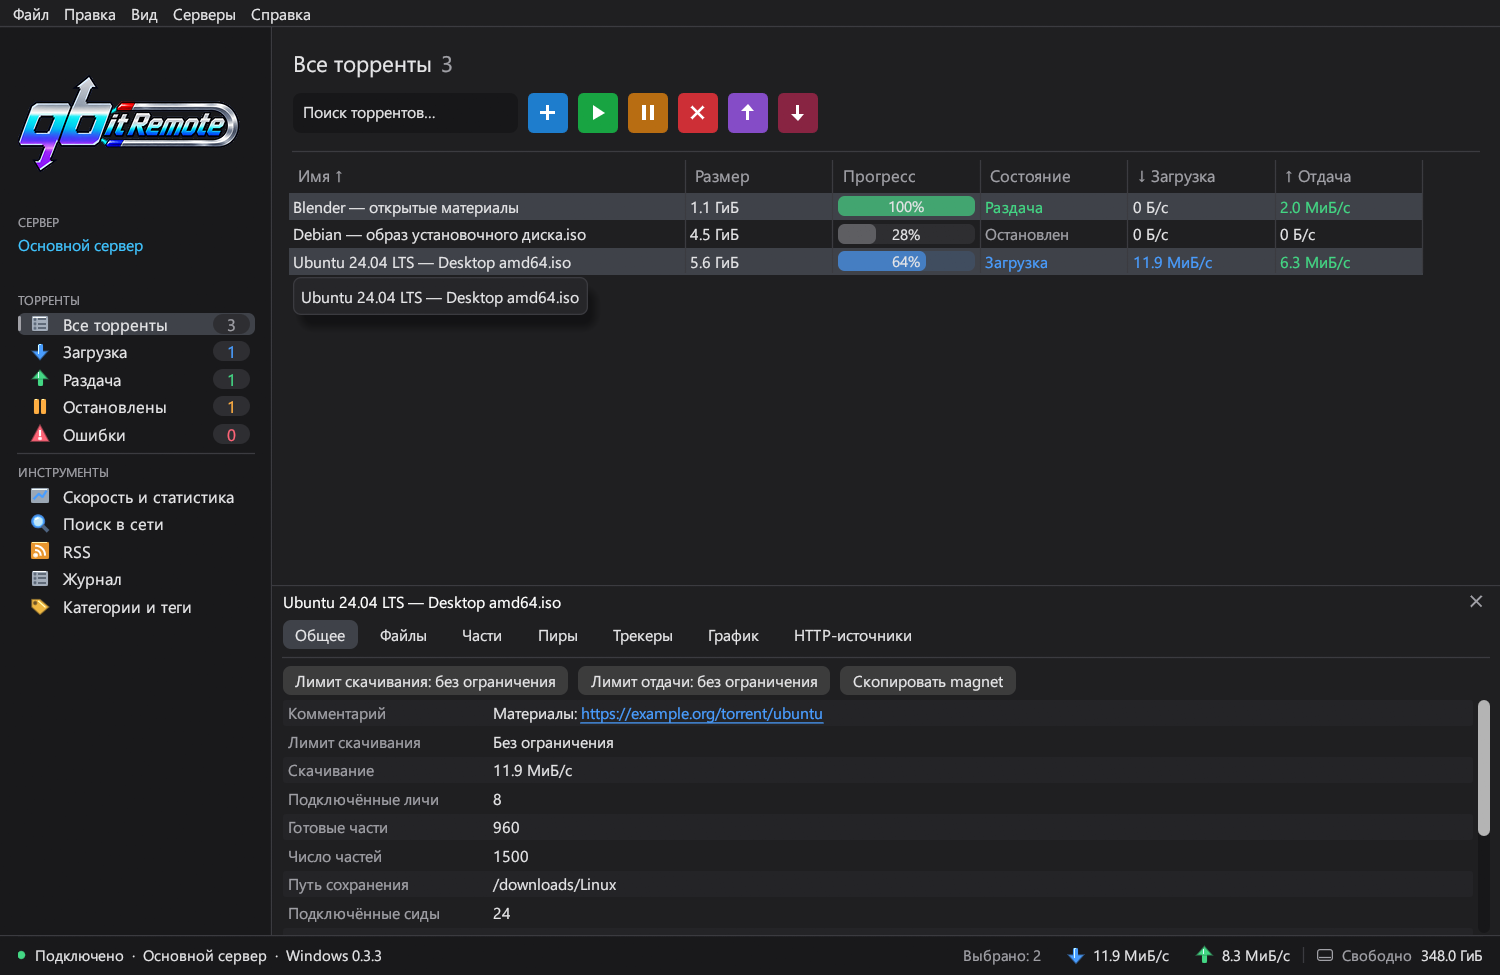 Файл Правка Вид Серверы Справка
qBitRemote
СЕРВЕР
Основной сервер
ТОРРЕНТЫ
Все торренты 3
Загрузка 1
Раздача 1
Остановлены 1
Ошибки 0
ИНСТРУМЕНТЫ
Скорость и статистика
Поиск в сети
RSS
Журнал
Категории и теги
Все торренты 3
Поиск торрентов...
Имя ↑ Размер Прогресс Состояние ↓ Загрузка ↑ Отдача
Blender — открытые материалы 1.1 ГиБ 100% Раздача 0 Б/с 2.0 МиБ/с
Debian — образ установочного диска.iso 4.5 ГиБ 28% Остановлен 0 Б/с 0 Б/с
Ubuntu 24.04 LTS — Desktop amd64.iso 5.6 ГиБ 64% Загрузка 11.9 МиБ/с 6.3 МиБ/с
Ubuntu 24.04 LTS — Desktop amd64.iso
Ubuntu 24.04 LTS — Desktop amd64.iso
Общее Файлы Части Пиры Трекеры График HTTP-источники
Лимит скачивания: без ограничения Лимит отдачи: без ограничения Скопировать magnet
Комментарий Материалы: https://example.org/torrent/ubuntu
Лимит скачивания Без ограничения
Скачивание 11.9 МиБ/с
Подключённые личи 8
Готовые части 960
Число частей 1500
Путь сохранения /downloads/Linux
Подключённые сиды 24
Подключено · Основной сервер · Windows 0.3.3 Выбрано: 2 11.9 МиБ/с 8.3 МиБ/с Свободно 348.0 ГиБ